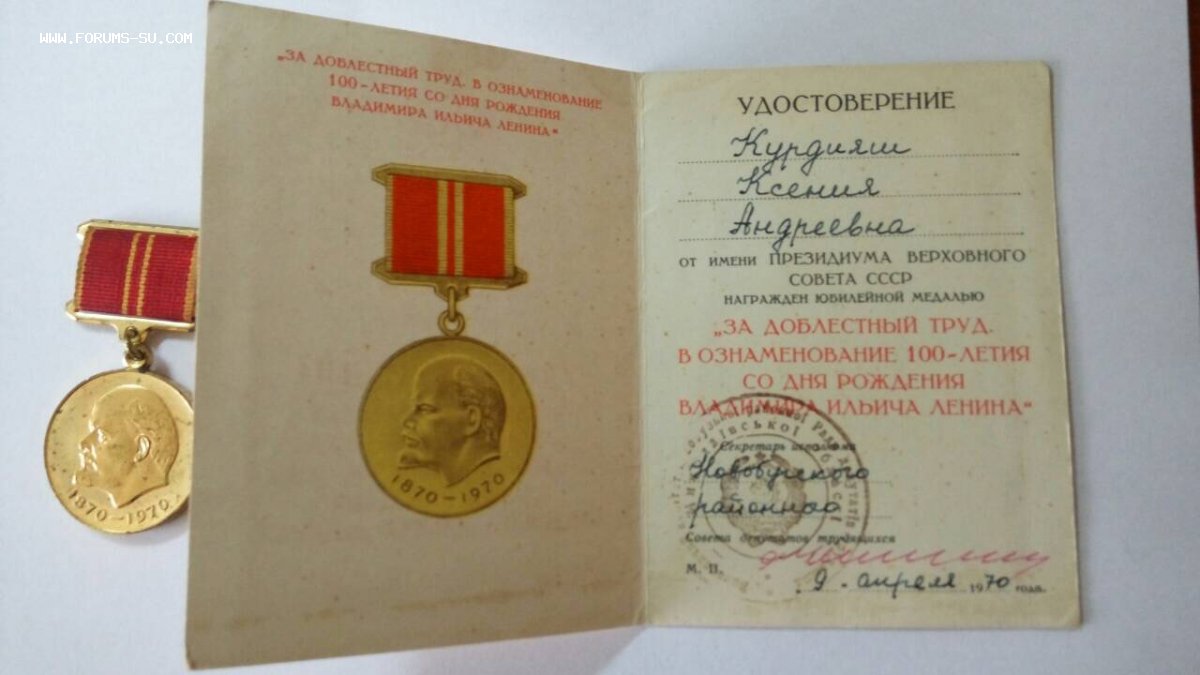 WWW.FORUMS-SU.COM
„ЗА ДОБЛЕСТНЫЙ ТРУД. В ОЗНАМЕНОВАНИЕ
100-ЛЕТИЯ СО ДНЯ РОЖДЕНИЯ
ВЛАДИМИРА ИЛЬИЧА ЛЕНИНА“
1870-1970
1870-1970
УДОСТОВЕРЕНИЕ
Курдияш
Ксения
Андреевна
ОТ ИМЕНИ ПРЕЗИДИУМА ВЕРХОВНОГО
СОВЕТА СССР
НАГРАЖДЕН ЮБИЛЕЙНОЙ МЕДАЛЬЮ
„ЗА ДОБЛЕСТНЫЙ ТРУД.
В ОЗНАМЕНОВАНИЕ 100-ЛЕТИЯ
СО ДНЯ РОЖДЕНИЯ
ВЛАДИМИРА ИЛЬИЧА ЛЕНИНА“
Секретарь исполкома
Новобугского
районного
Совета депутатов трудящихся
М. П.
9 - апреля 1970 года.